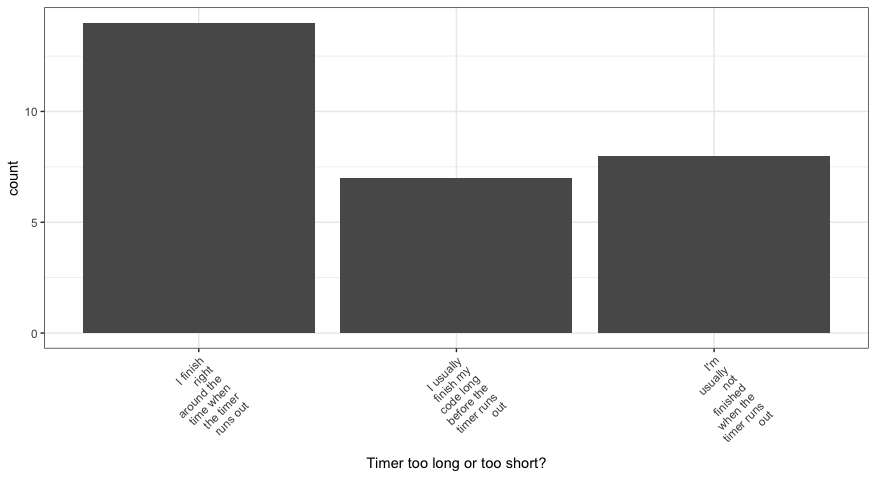 count
10
5
0
I finish
right
around the
time when
the timer
runs out
I usually
finish my
code long
before the
timer runs
out
I'm
usually
not
finished
when the
timer runs
out
Timer too long or too short?